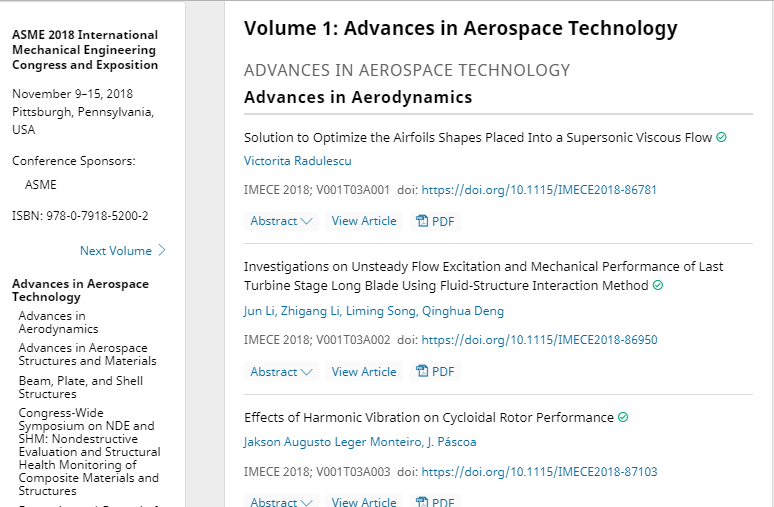 ASME 2018 International
Mechanical Engineering
Congress and Exposition
November 9–15, 2018
Pittsburgh, Pennsylvania,
USA
Conference Sponsors:
ASME
ISBN: 978-0-7918-5200-2
Next Volume
Advances in Aerospace
Technology
Advances in
Aerodynamics
Advances in Aerospace
Structures and Materials
Beam, Plate, and Shell
Structures
Congress-Wide
Symposium on NDE and
SHM: Nondestructive
Evaluation and Structural
Health Monitoring of
Composite Materials and
Structures
Volume 1: Advances in Aerospace Technology
ADVANCES IN AEROSPACE TECHNOLOGY
Advances in Aerodynamics
Solution to Optimize the Airfoils Shapes Placed Into a Supersonic Viscous Flow
Victorita Radulescu
IMECE 2018; V001T03A001 doi: https://doi.org/10.1115/IMECE2018-86781
Abstract View Article PDF
Investigations on Unsteady Flow Excitation and Mechanical Performance of Last
Turbine Stage Long Blade Using Fluid-Structure Interaction Method
Jun Li, Zhigang Li, Liming Song, Qinghua Deng
IMECE 2018; V001T03A002 doi: https://doi.org/10.1115/IMECE2018-86950
Abstract View Article PDF
Effects of Harmonic Vibration on Cycloidal Rotor Performance
Jakson Augusto Leger Monteiro, J. Páscoa
IMECE 2018; V001T03A003 doi: https://doi.org/10.1115/IMECE2018-87103
Abstract View Article PDF